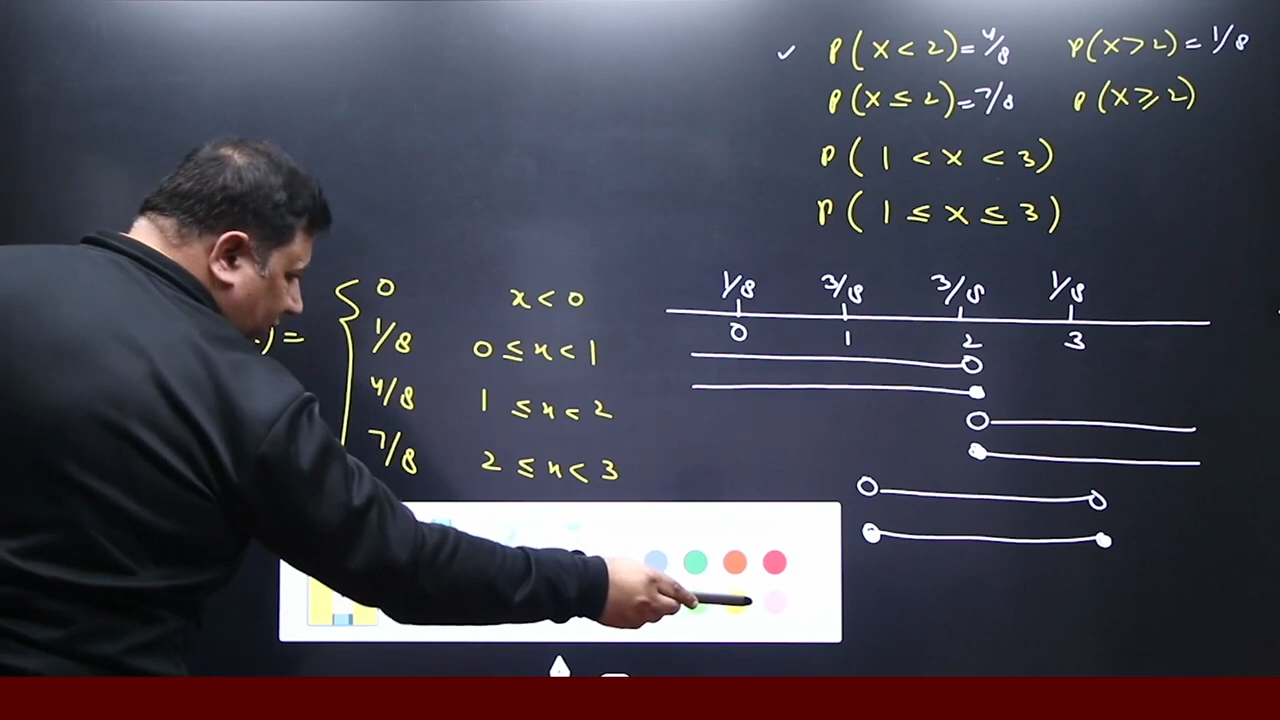 ✓ P(X < 2) = 4/8 P(X > 2) = 1/8
P(X ≤ 2) = 7/8 P(X ≥ 2)
P(1 < X < 3)
P(1 ≤ X ≤ 3)
) = { 0 x < 0
1/8 0 ≤ x < 1
4/8 1 ≤ x < 2
7/8 2 ≤ x < 3
1/8 3/8 3/8 1/8
0 1 2 3